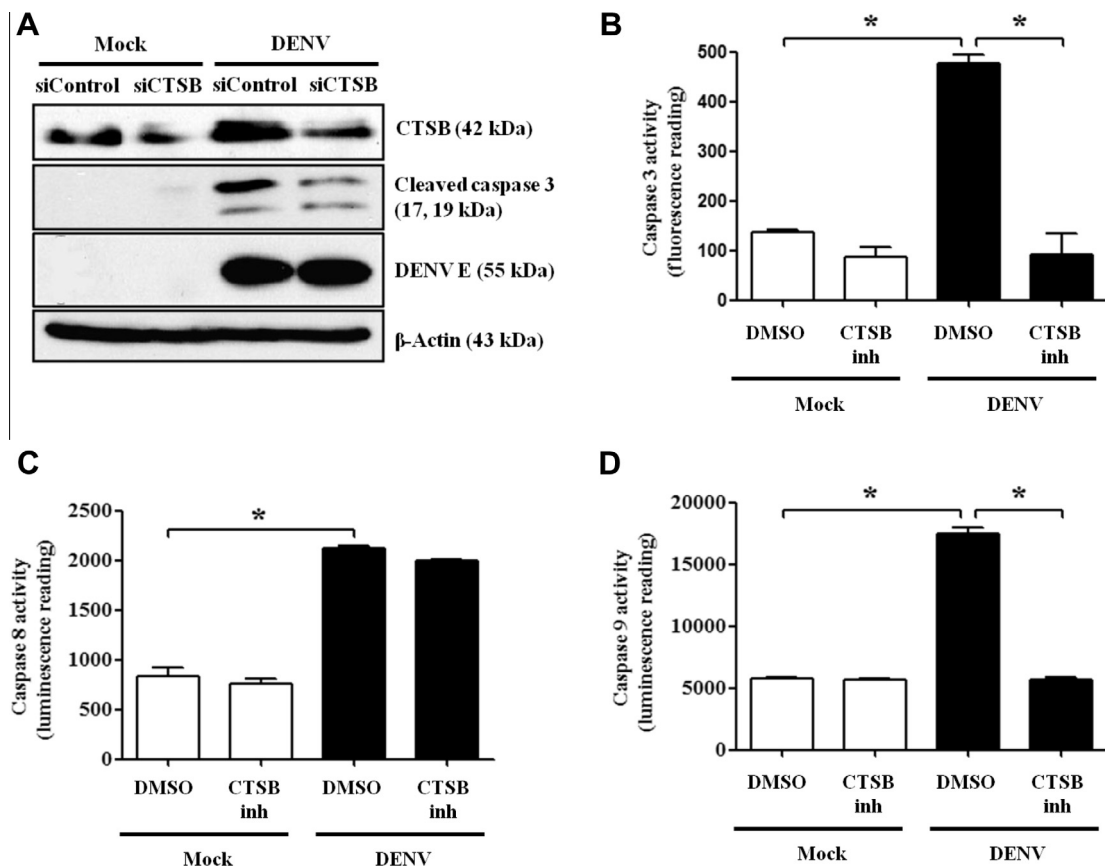 A
Mock DENV
siControl siCTSB siControl siCTSB
CTSB (42 kDa)
Cleaved caspase 3
(17, 19 kDa)
DENV E (55 kDa)
β-Actin (43 kDa)
B
* *
Caspase 3 activity
(fluorescence reading)
500
400
300
200
100
0
DMSO CTSB DMSO CTSB
inh inh
Mock DENV
C
*
Caspase 8 activity
(luminescence reading)
2500
2000
1500
1000
500
0
DMSO CTSB DMSO CTSB
inh inh
Mock DENV
D
* *
Caspase 9 activity
(luminescence reading)
20000
15000
10000
5000
0
DMSO CTSB DMSO CTSB
inh inh
Mock DENV